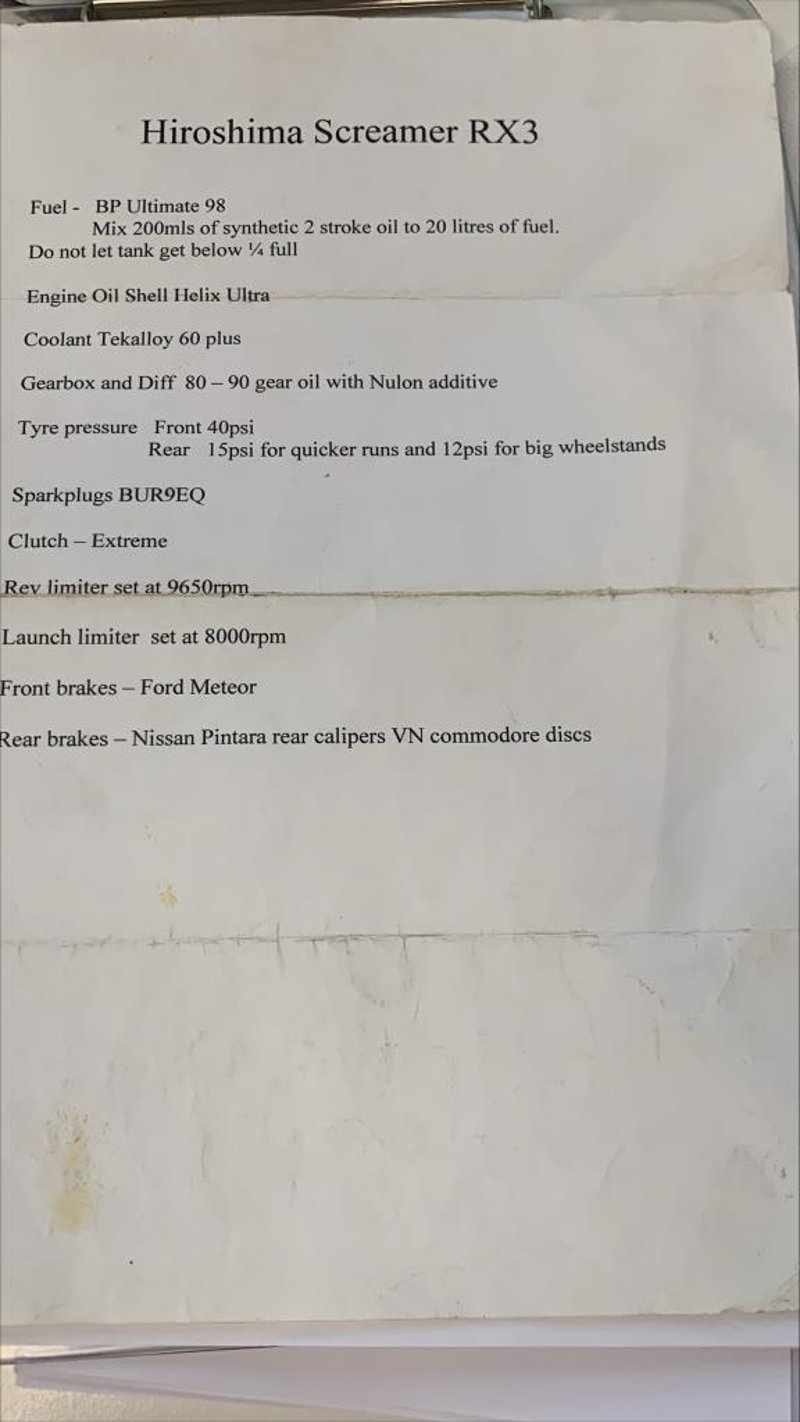 Hiroshima Screamer RX3
Fuel - BP Ultimate 98
Mix 200mls of synthetic 2 stroke oil to 20 litres of fuel.
Do not let tank get below ¼ full
Engine Oil Shell Helix Ultra
Coolant Tekalloy 60 plus
Gearbox and Diff 80 – 90 gear oil with Nulon additive
Tyre pressure Front 40psi
Rear 15psi for quicker runs and 12psi for big wheelstands
Sparkplugs BUR9EQ
Clutch – Extreme
Rev limiter set at 9650rpm
Launch limiter set at 8000rpm
Front brakes – Ford Meteor
Rear brakes – Nissan Pintara rear calipers VN commodore discs